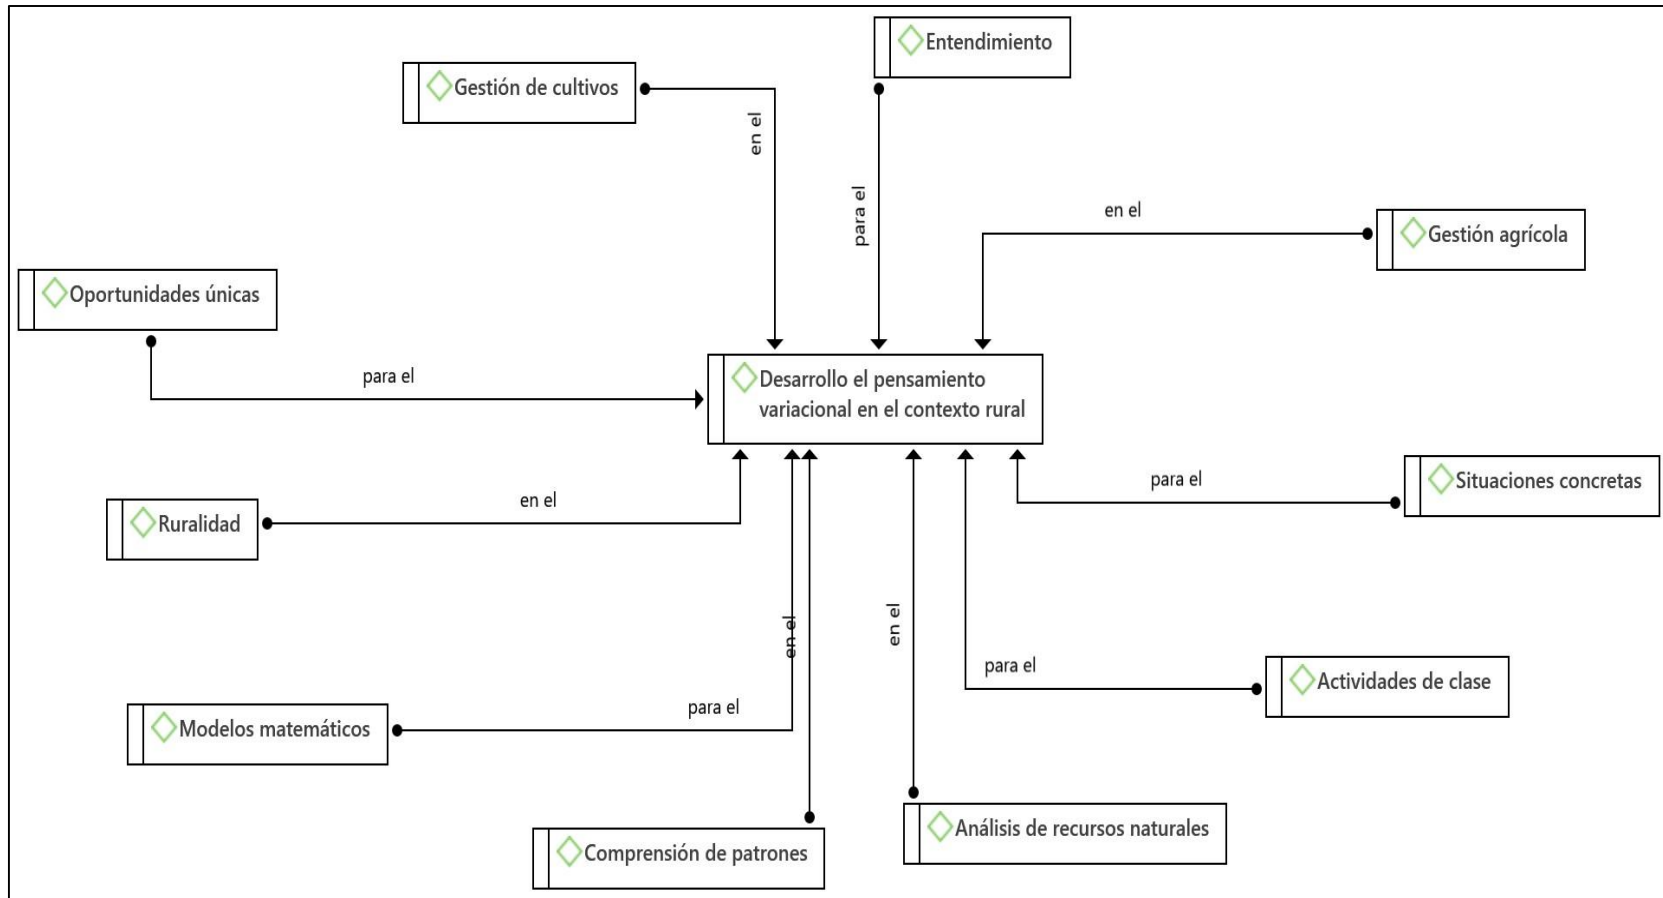 Entendimiento
Gestión de cultivos
en el
para el
en el
Gestión agrícola
Oportunidades únicas
para el
Desarrollo el pensamiento
variacional en el contexto rural
para el
Situaciones concretas
en el
Ruralidad
en el
en el
para el
Actividades de clase
para el
Modelos matemáticos
Análisis de recursos naturales
Comprensión de patrones